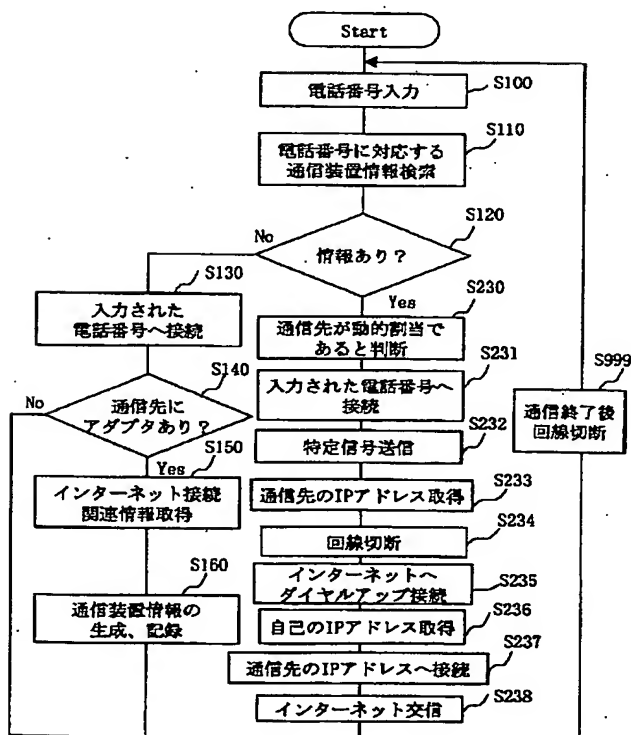 Start
電話番号入力
S100
電話番号に対応する
通信装置情報検索
S110
情報あり？
S120
No
Yes
入力された
電話番号へ接続
S130
通信先が動的割当で
あると判断
S230
入力された電話番号へ
接続
S231
通信先に
アダプタあり？
S140
No
Yes
特定信号送信
S232
通信終了後
回線切断
S999
インターネット接続
関連情報取得
S150
通信先のIPアドレス取得
S233
回線切断
S234
インターネットへ
ダイヤルアップ接続
S235
通信装置情報の
生成、記録
S160
自己のIPアドレス取得
S236
通信先のIPアドレスへ接続
S237
インターネット交信
S238